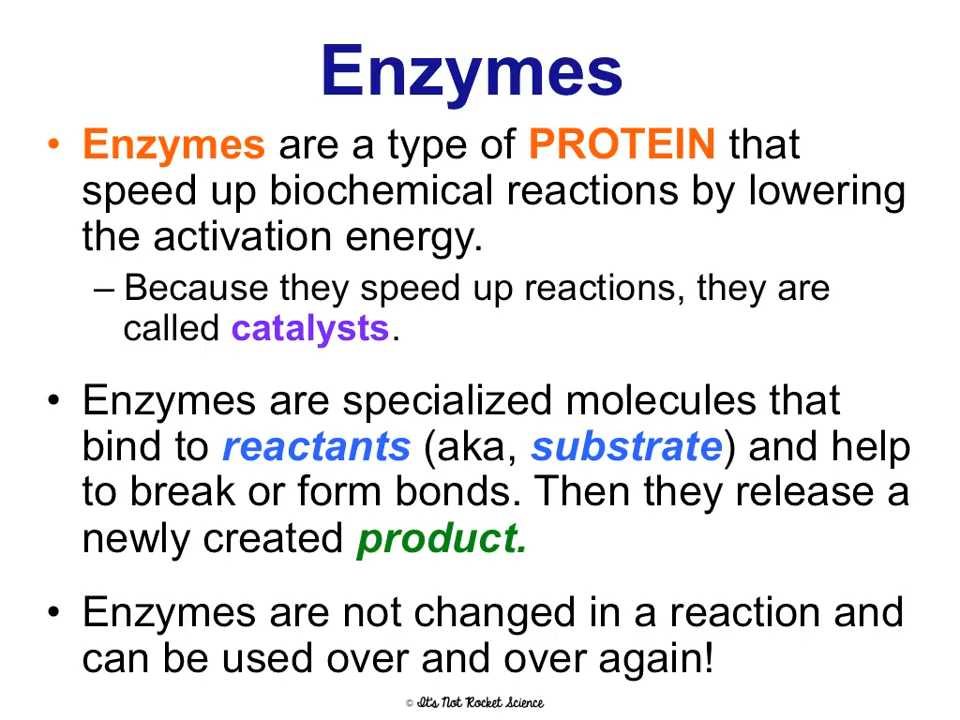 Enzymes
• Enzymes are a type of PROTEIN that
speed up biochemical reactions by lowering
the activation energy.
– Because they speed up reactions, they are
called catalysts.
• Enzymes are specialized molecules that
bind to reactants (aka, substrate) and help
to break or form bonds. Then they release a
newly created product.
• Enzymes are not changed in a reaction and
can be used over and over again!
© It's Not Rocket Science